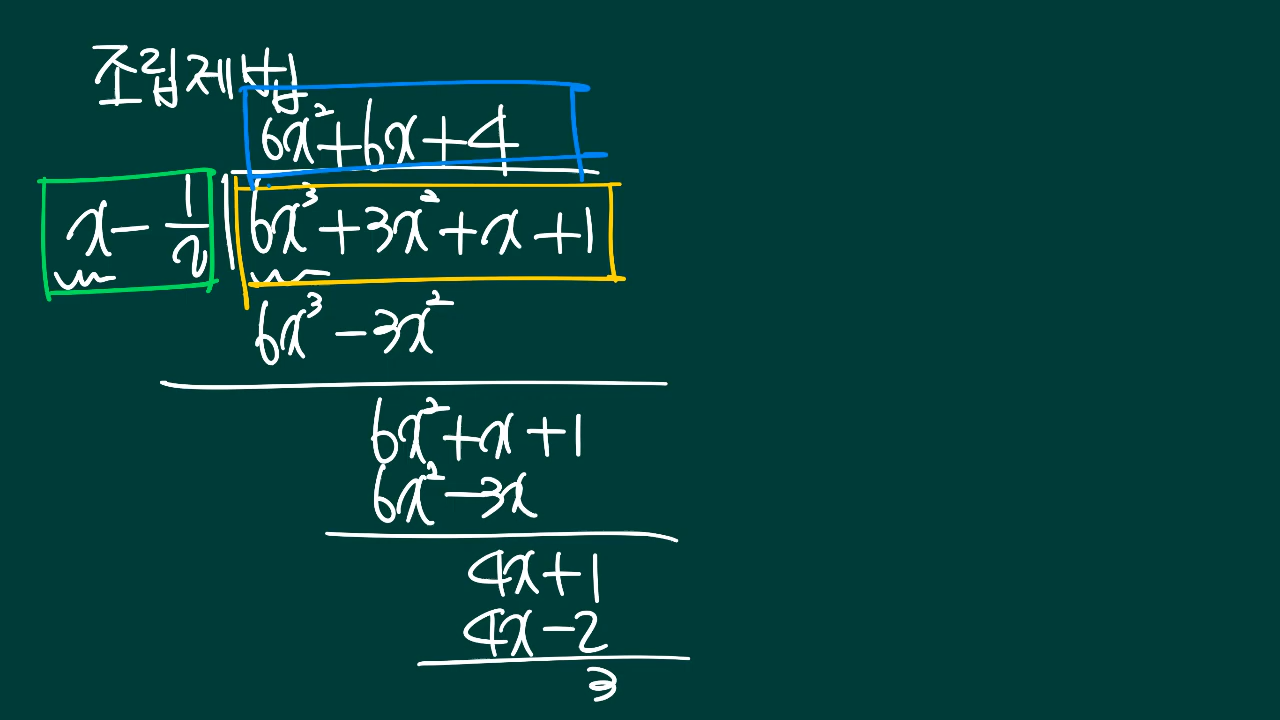 조립제법
6x² + 6x + 4
x - 1/2 | 6x³ + 3x² + x + 1
6x³ - 3x²
6x² + x + 1
6x² - 3x
4x + 1
4x - 2
3